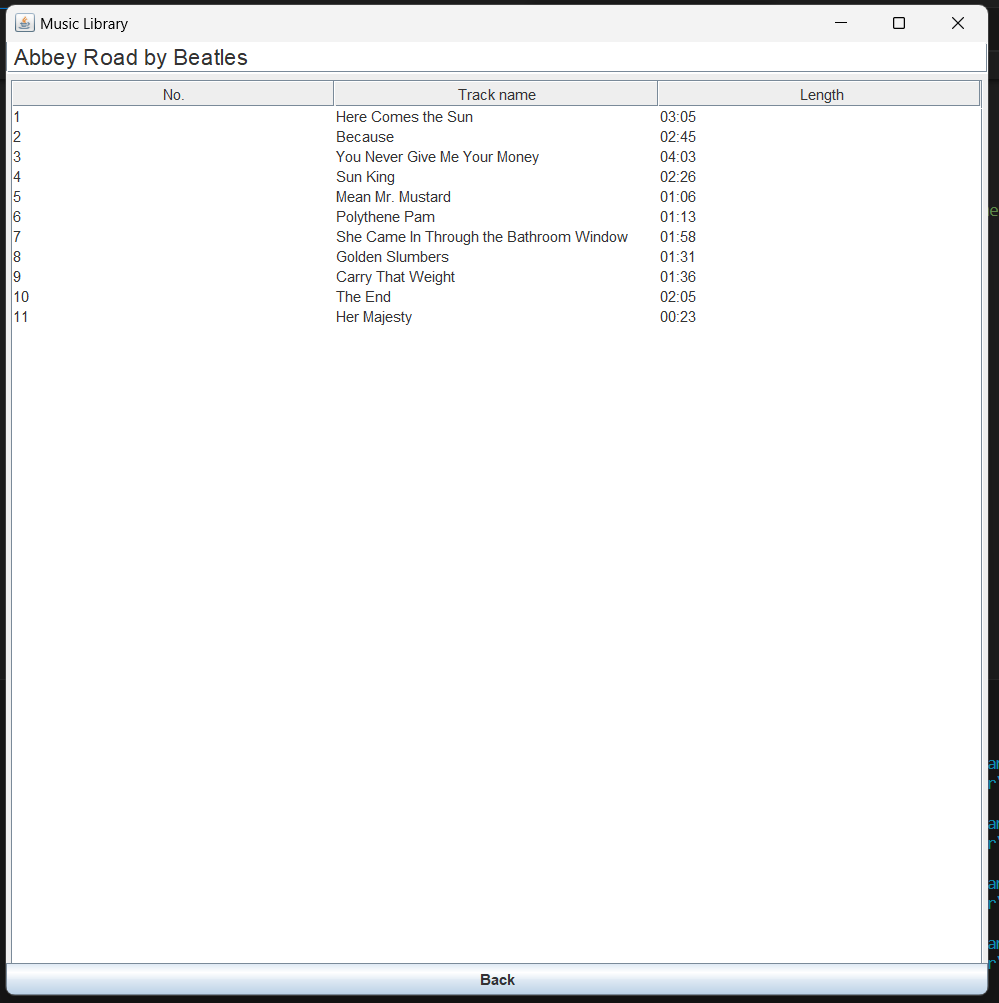 Music Library
Abbey Road by Beatles
No. Track name Length
1 Here Comes the Sun 03:05
2 Because 02:45
3 You Never Give Me Your Money 04:03
4 Sun King 02:26
5 Mean Mr. Mustard 01:06
6 Polythene Pam 01:13
7 She Came In Through the Bathroom Window 01:58
8 Golden Slumbers 01:31
9 Carry That Weight 01:36
10 The End 02:05
11 Her Majesty 00:23
Back